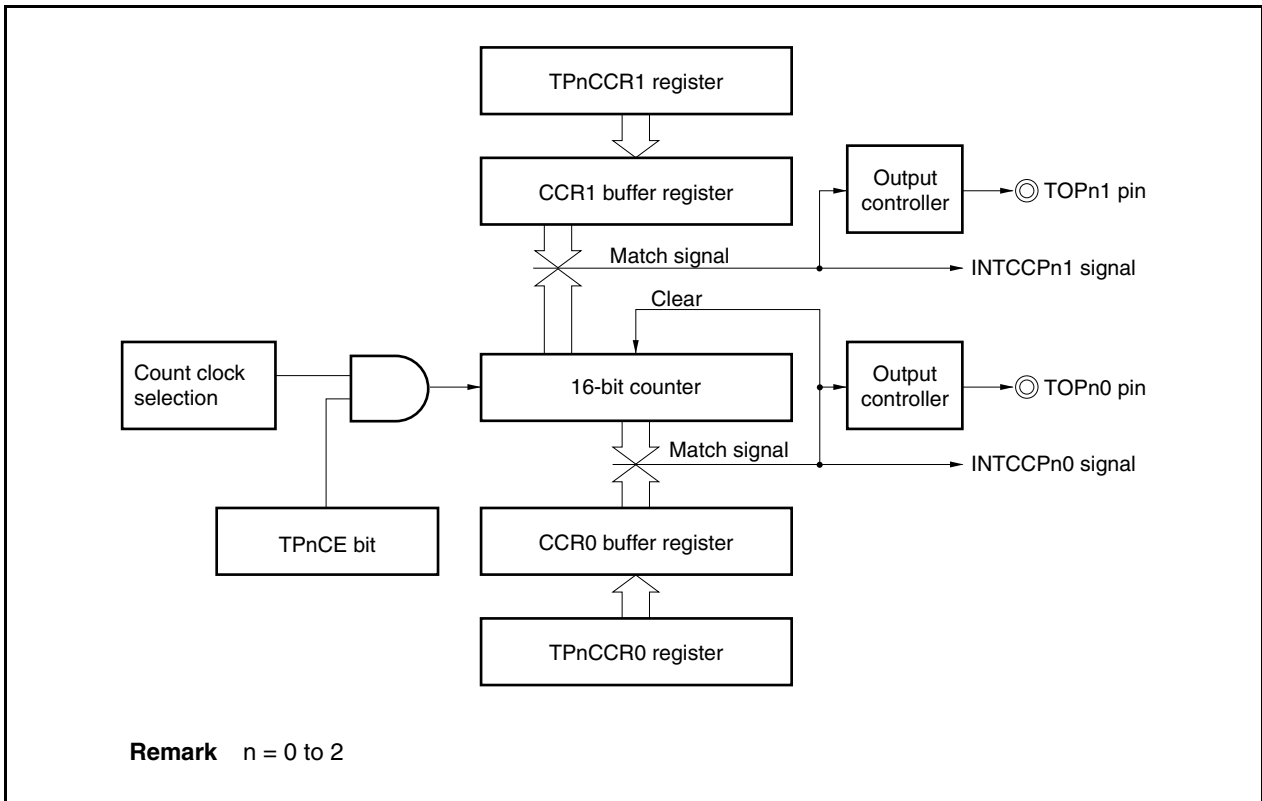 TPnCCR1 register
CCR1 buffer register
Output
controller
TOPn1 pin
Match signal
INTCCPn1 signal
Clear
Count clock
selection
16-bit counter
Output
controller
TOPn0 pin
Match signal
INTCCPn0 signal
TPnCE bit
CCR0 buffer register
TPnCCR0 register
Remark n = 0 to 2